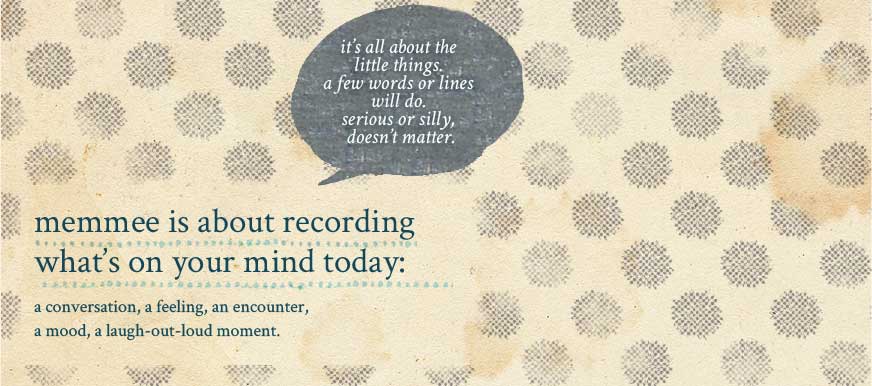 it's all about the
little things.
a few words or lines
will do.
serious or silly,
doesn't matter.
memmee is about recording
what's on your mind today:
a conversation, a feeling, an encounter,
a mood, a laugh-out-loud moment.